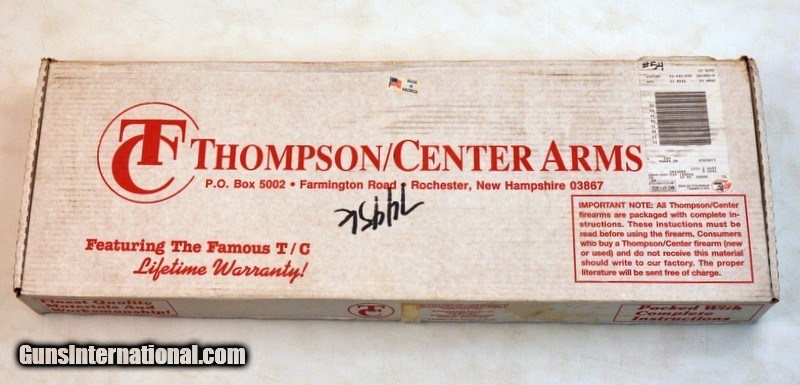 #54
TC THOMPSON/CENTER ARMS
P.O. Box 5002 • Farmington Road • Rochester, New Hampshire 03867
Featuring The Famous T/C
Lifetime Warranty!
IMPORTANT NOTE: All Thompson/Center
firearms are packaged with complete in-
structions. These instuctions must be
read before using the firearm. Consumers
who buy a Thompson/Center firearm (new
or used) and do not receive this material
should write to our factory. The proper
literature will be sent free of charge.
Finest Quality
Materials And
Workmanship!
TC
Packed With
Complete
Instructions
GunsInternational.com